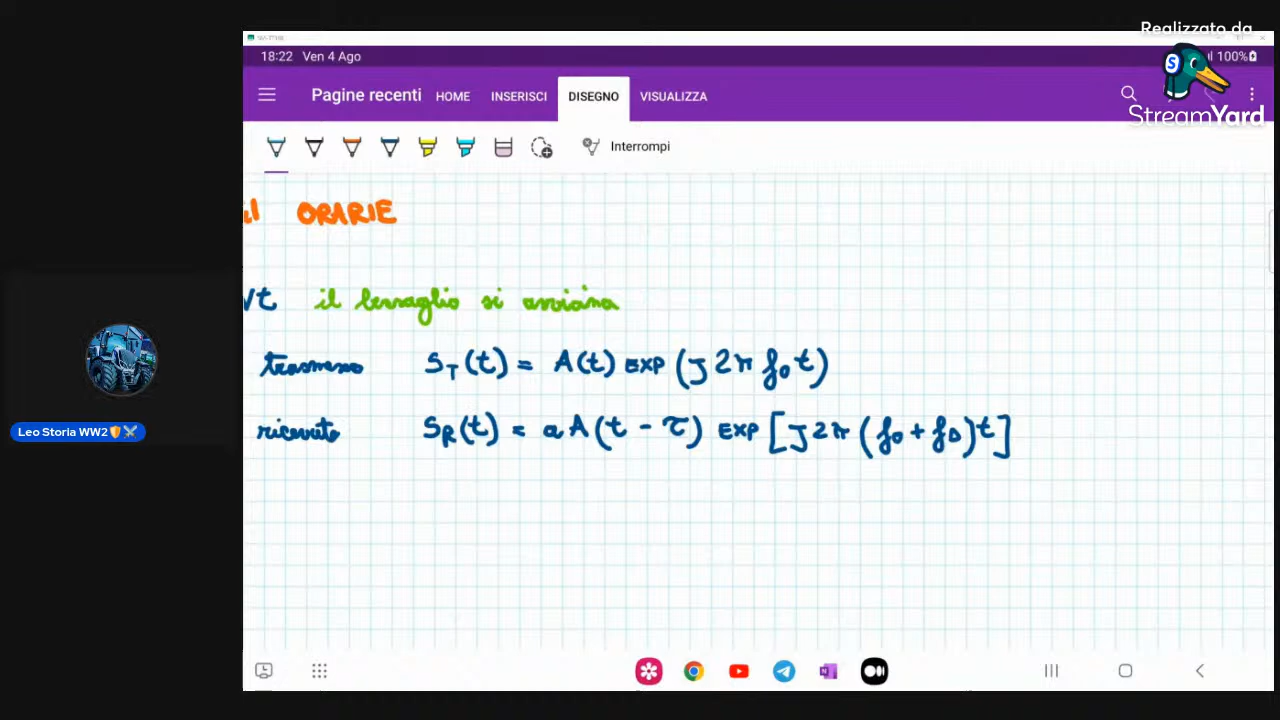 Realizzato da
StreamYard
18:22 Ven 4 Ago
100%
Pagine recenti HOME INSERISCI DISEGNO VISUALIZZA
Interrompi
ORARIE
Vt il bersaglio si avvicina
trasmesso S_T(t) = A(t) EXP (j 2π f₀ t)
ricevuto S_R(t) = a A(t - τ) EXP [j 2π (f₀ + f_D)t]
Leo Storia WW2🛡️⚔️